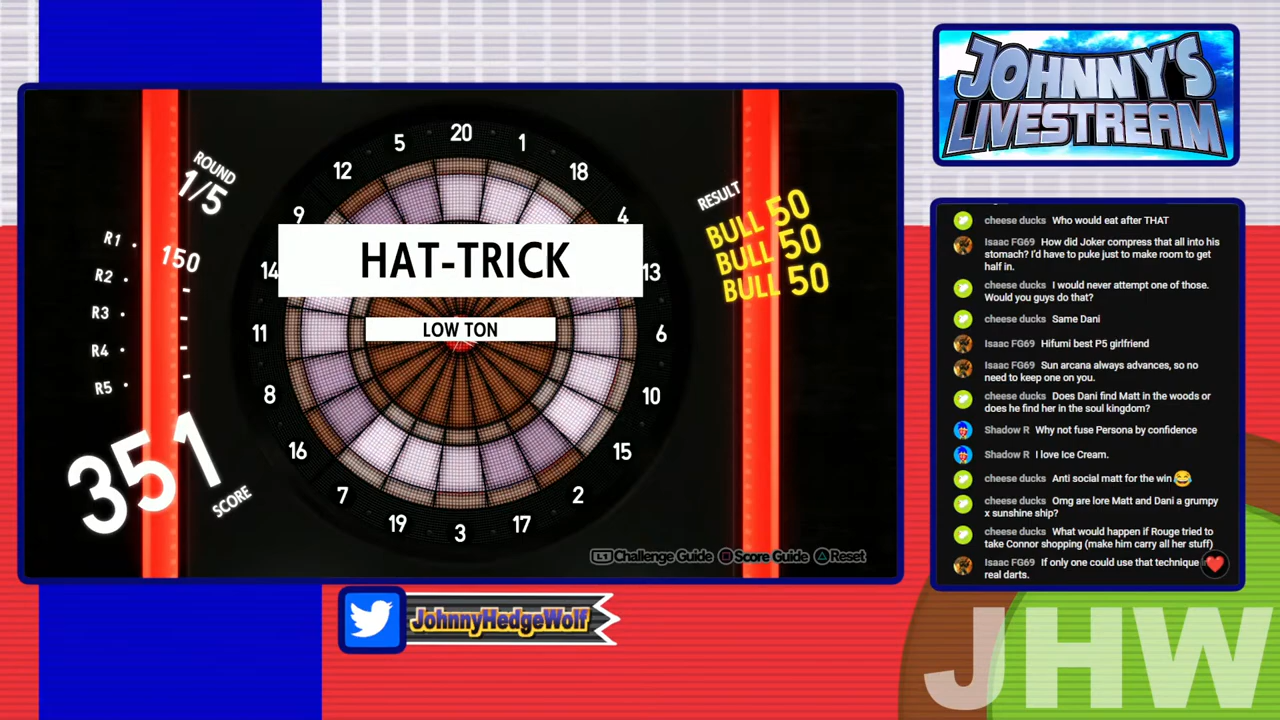 JOHNNY'S
LIVESTREAM
ROUND
1/5
R1 150
R2 -
R3 -
R4 -
R5 -
351
SCORE
5 20 1
12 18
9 4
14 13
11 6
8 10
16 15
7 2
19 3 17
HAT-TRICK
LOW TON
RESULT
BULL 50
BULL 50
BULL 50
L1 Challenge Guide Score Guide Reset
cheese ducks Who would eat after THAT
Isaac FG69 How did Joker compress that all into his
stomach? I'd have to puke just to make room to get
half in.
cheese ducks I would never attempt one of those.
Would you guys do that?
cheese ducks Same Dani
Isaac FG69 Hifumi best P5 girlfriend
Isaac FG69 Sun arcana always advances, so no
need to keep one on you.
cheese ducks Does Dani find Matt in the woods or
does he find her in the soul kingdom?
Shadow R Why not fuse Persona by confidence
Shadow R I love Ice Cream.
cheese ducks Anti social matt for the win 😂
cheese ducks Omg are lore Matt and Dani a grumpy
x sunshine ship?
cheese ducks What would happen if Rouge tried to
take Connor shopping (make him carry all her stuff)
Isaac FG69 If only one could use that technique
real darts.
JohnnyHedgeWolf
JHW